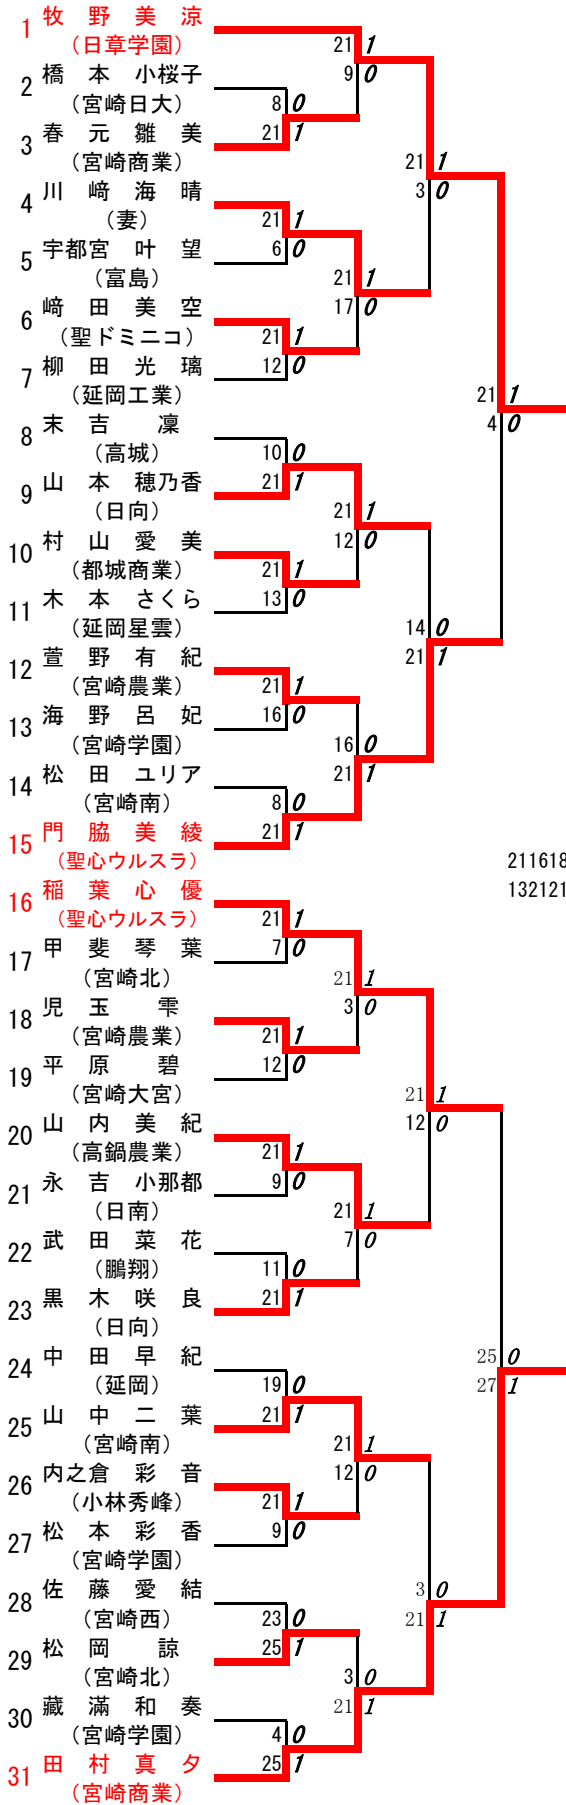 1 牧野美涼
(日章学園)
21 1
2 橋本 小桜子
9 0
(宮崎日大)
8 0
3 春元雛美
21 1
(宮崎商業)
21 1
4 川﨑海晴
3 0
(妻)
21 1
5 宇都宮 叶望
6 0
(富島)
21 1
6 﨑田美空
17 0
(聖ドミニコ)
21 1
7 柳田光璃
12 0
(延岡工業)
21 1
8 末吉 凜
4 0
(高城)
10 0
9 山本 穂乃香
21 1
(日向)
21 1
10 村山愛美
12 0
(都城商業)
21 1
11 木本 さくら
13 0
(延岡星雲)
14 0
12 萱野有紀
21 1
(宮崎農業)
21 1
13 海野呂妃
16 0
(宮崎学園)
16 0
14 松田 ユリア
21 1
(宮崎南)
8 0
15 門脇美綾
21 1
(聖心ウルスラ)
211618
16 稲葉心優
132121
(聖心ウルスラ)
21 1
17 甲斐琴葉
7 0
(宮崎北)
21 1
18 児玉 雫
3 0
(宮崎農業)
21 1
19 平原 碧
12 0
(宮崎大宮)
21 1
20 山内美紀
12 0
(高鍋農業)
21 1
21 永吉 小那都
9 0
(日南)
21 1
22 武田菜花
7 0
(鵬翔)
11 0
23 黒木咲良
21 1
(日向)
24 中田早紀
25 0
(延岡)
27 1
19 0
25 山中二葉
21 1
(宮崎南)
21 1
26 内之倉 彩音
12 0
(小林秀峰)
21 1
27 松本彩香
9 0
(宮崎学園)
28 佐藤愛結
3 0
(宮崎西)
21 1
23 0
29 松岡 諒
25 1
(宮崎北)
3 0
30 藏滿和奏
21 1
(宮崎学園)
4 0
31 田村真夕
25 1
(宮崎商業)